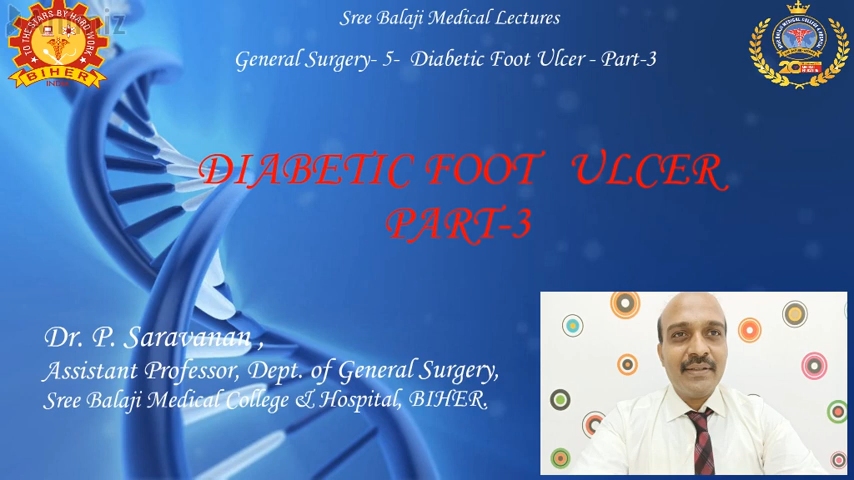 Sree Balaji Medical Lectures
General Surgery- 5- Diabetic Foot Ulcer - Part-3
TO THE STARS BY HARD WORK
BIHER
INDIA
DIABETIC FOOT ULCER
PART-3
Dr. P. Saravanan ,
Assistant Professor, Dept. of General Surgery,
Sree Balaji Medical College & Hospital, BIHER.